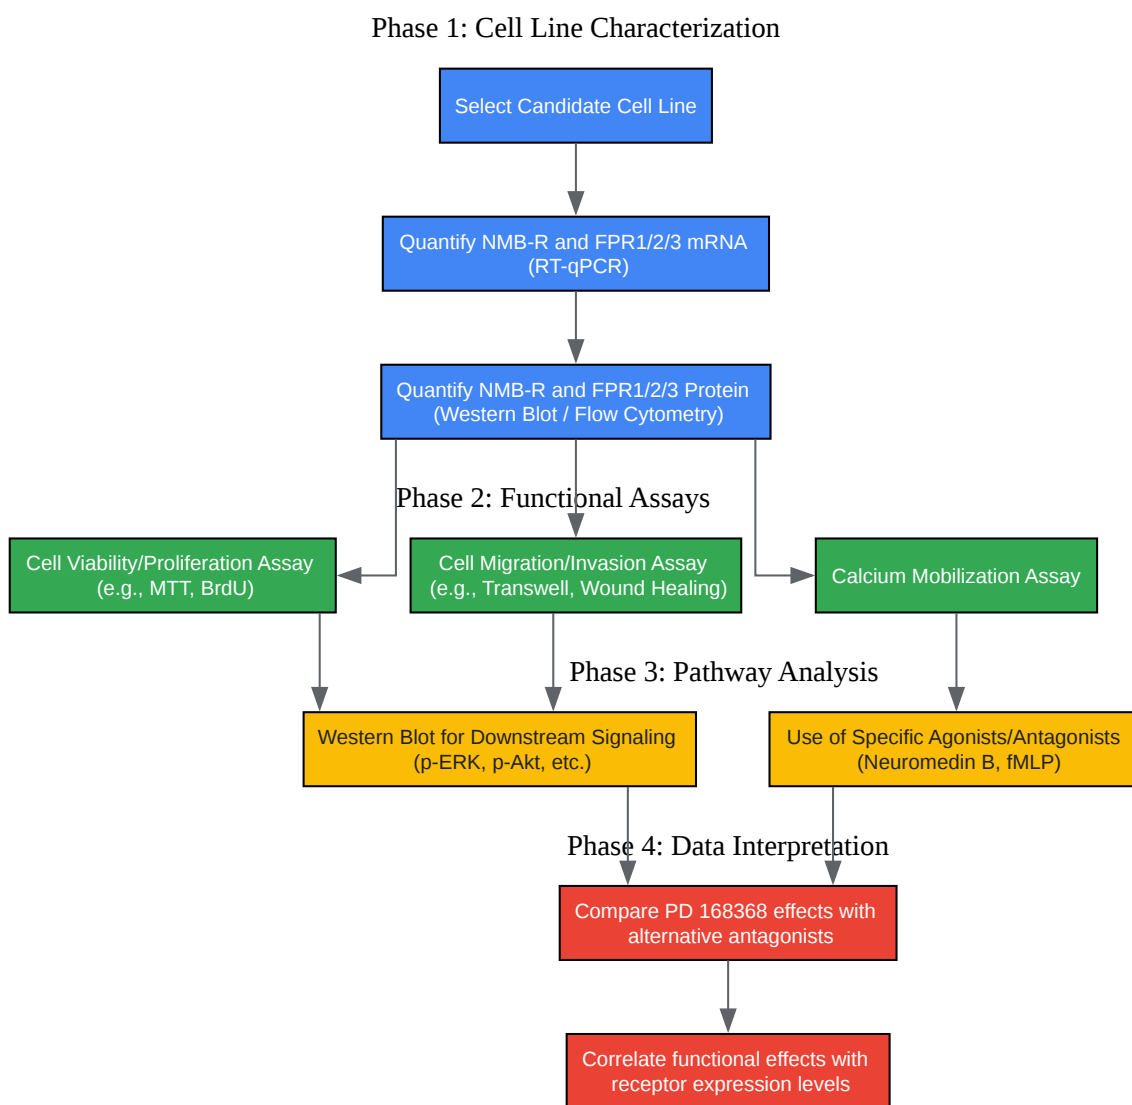 Phase 1: Cell Line Characterization
Select Candidate Cell Line
Quantify NMB-R and FPR1/2/3 mRNA
(RT-qPCR)
Quantify NMB-R and FPR1/2/3 Protein
(Western Blot / Flow Cytometry)
Phase 2: Functional Assays
Cell Viability/Proliferation Assay
(e.g., MTT, BrdU)
Cell Migration/Invasion Assay
(e.g., Transwell, Wound Healing)
Calcium Mobilization Assay
Phase 3: Pathway Analysis
Western Blot for Downstream Signaling
(p-ERK, p-Akt, etc.)
Use of Specific Agonists/Antagonists
(Neuromedin B, fMLP)
Phase 4: Data Interpretation
Compare PD 168368 effects with
alternative antagonists
Correlate functional effects with
receptor expression levels